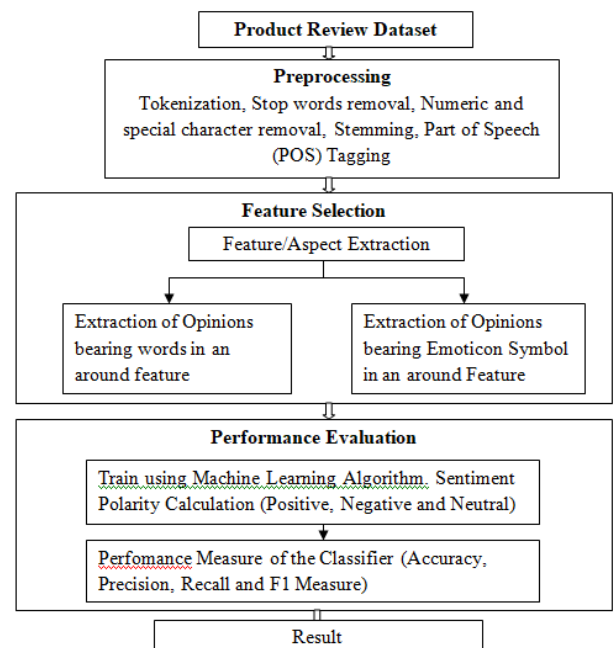 Product Review Dataset
Preprocessing
Tokenization, Stop words removal, Numeric and
special character removal, Stemming, Part of Speech
(POS) Tagging
Feature Selection
Feature/Aspect Extraction
Extraction of Opinions
bearing words in an
around feature
Extraction of Opinions
bearing Emoticon Symbol
in an around Feature
Performance Evaluation
Train using Machine Learning Algorithm. Sentiment
Polarity Calculation (Positive, Negative and Neutral)
Perfomance Measure of the Classifier (Accuracy,
Precision, Recall and F1 Measure)
Result